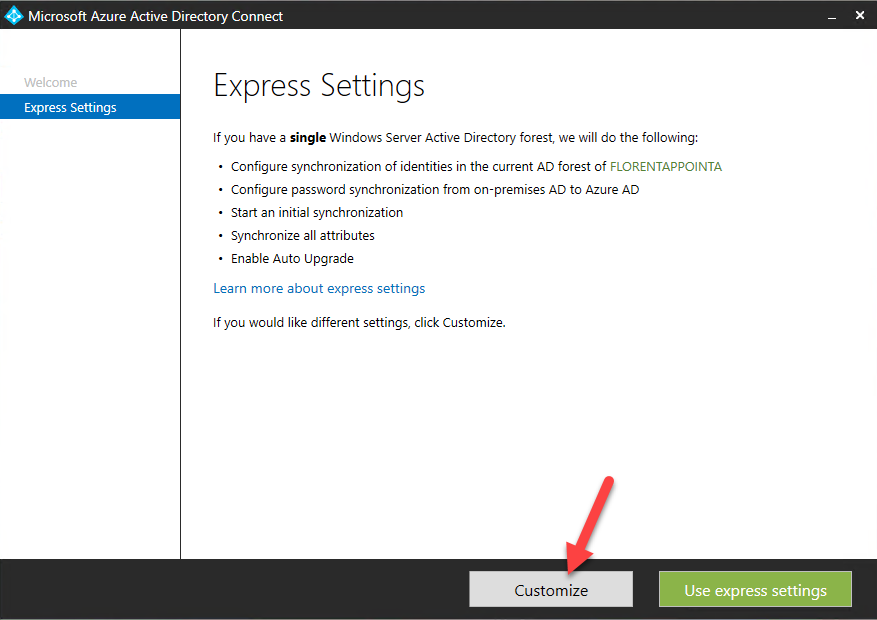 Microsoft Azure Active Directory Connect
Welcome
Express Settings
Express Settings
If you have a single Windows Server Active Directory forest, we will do the following:
• Configure synchronization of identities in the current AD forest of FLORENTAPPOINTA
• Configure password synchronization from on-premises AD to Azure AD
• Start an initial synchronization
• Synchronize all attributes
• Enable Auto Upgrade
Learn more about express settings
If you would like different settings, click Customize.
Customize
Use express settings